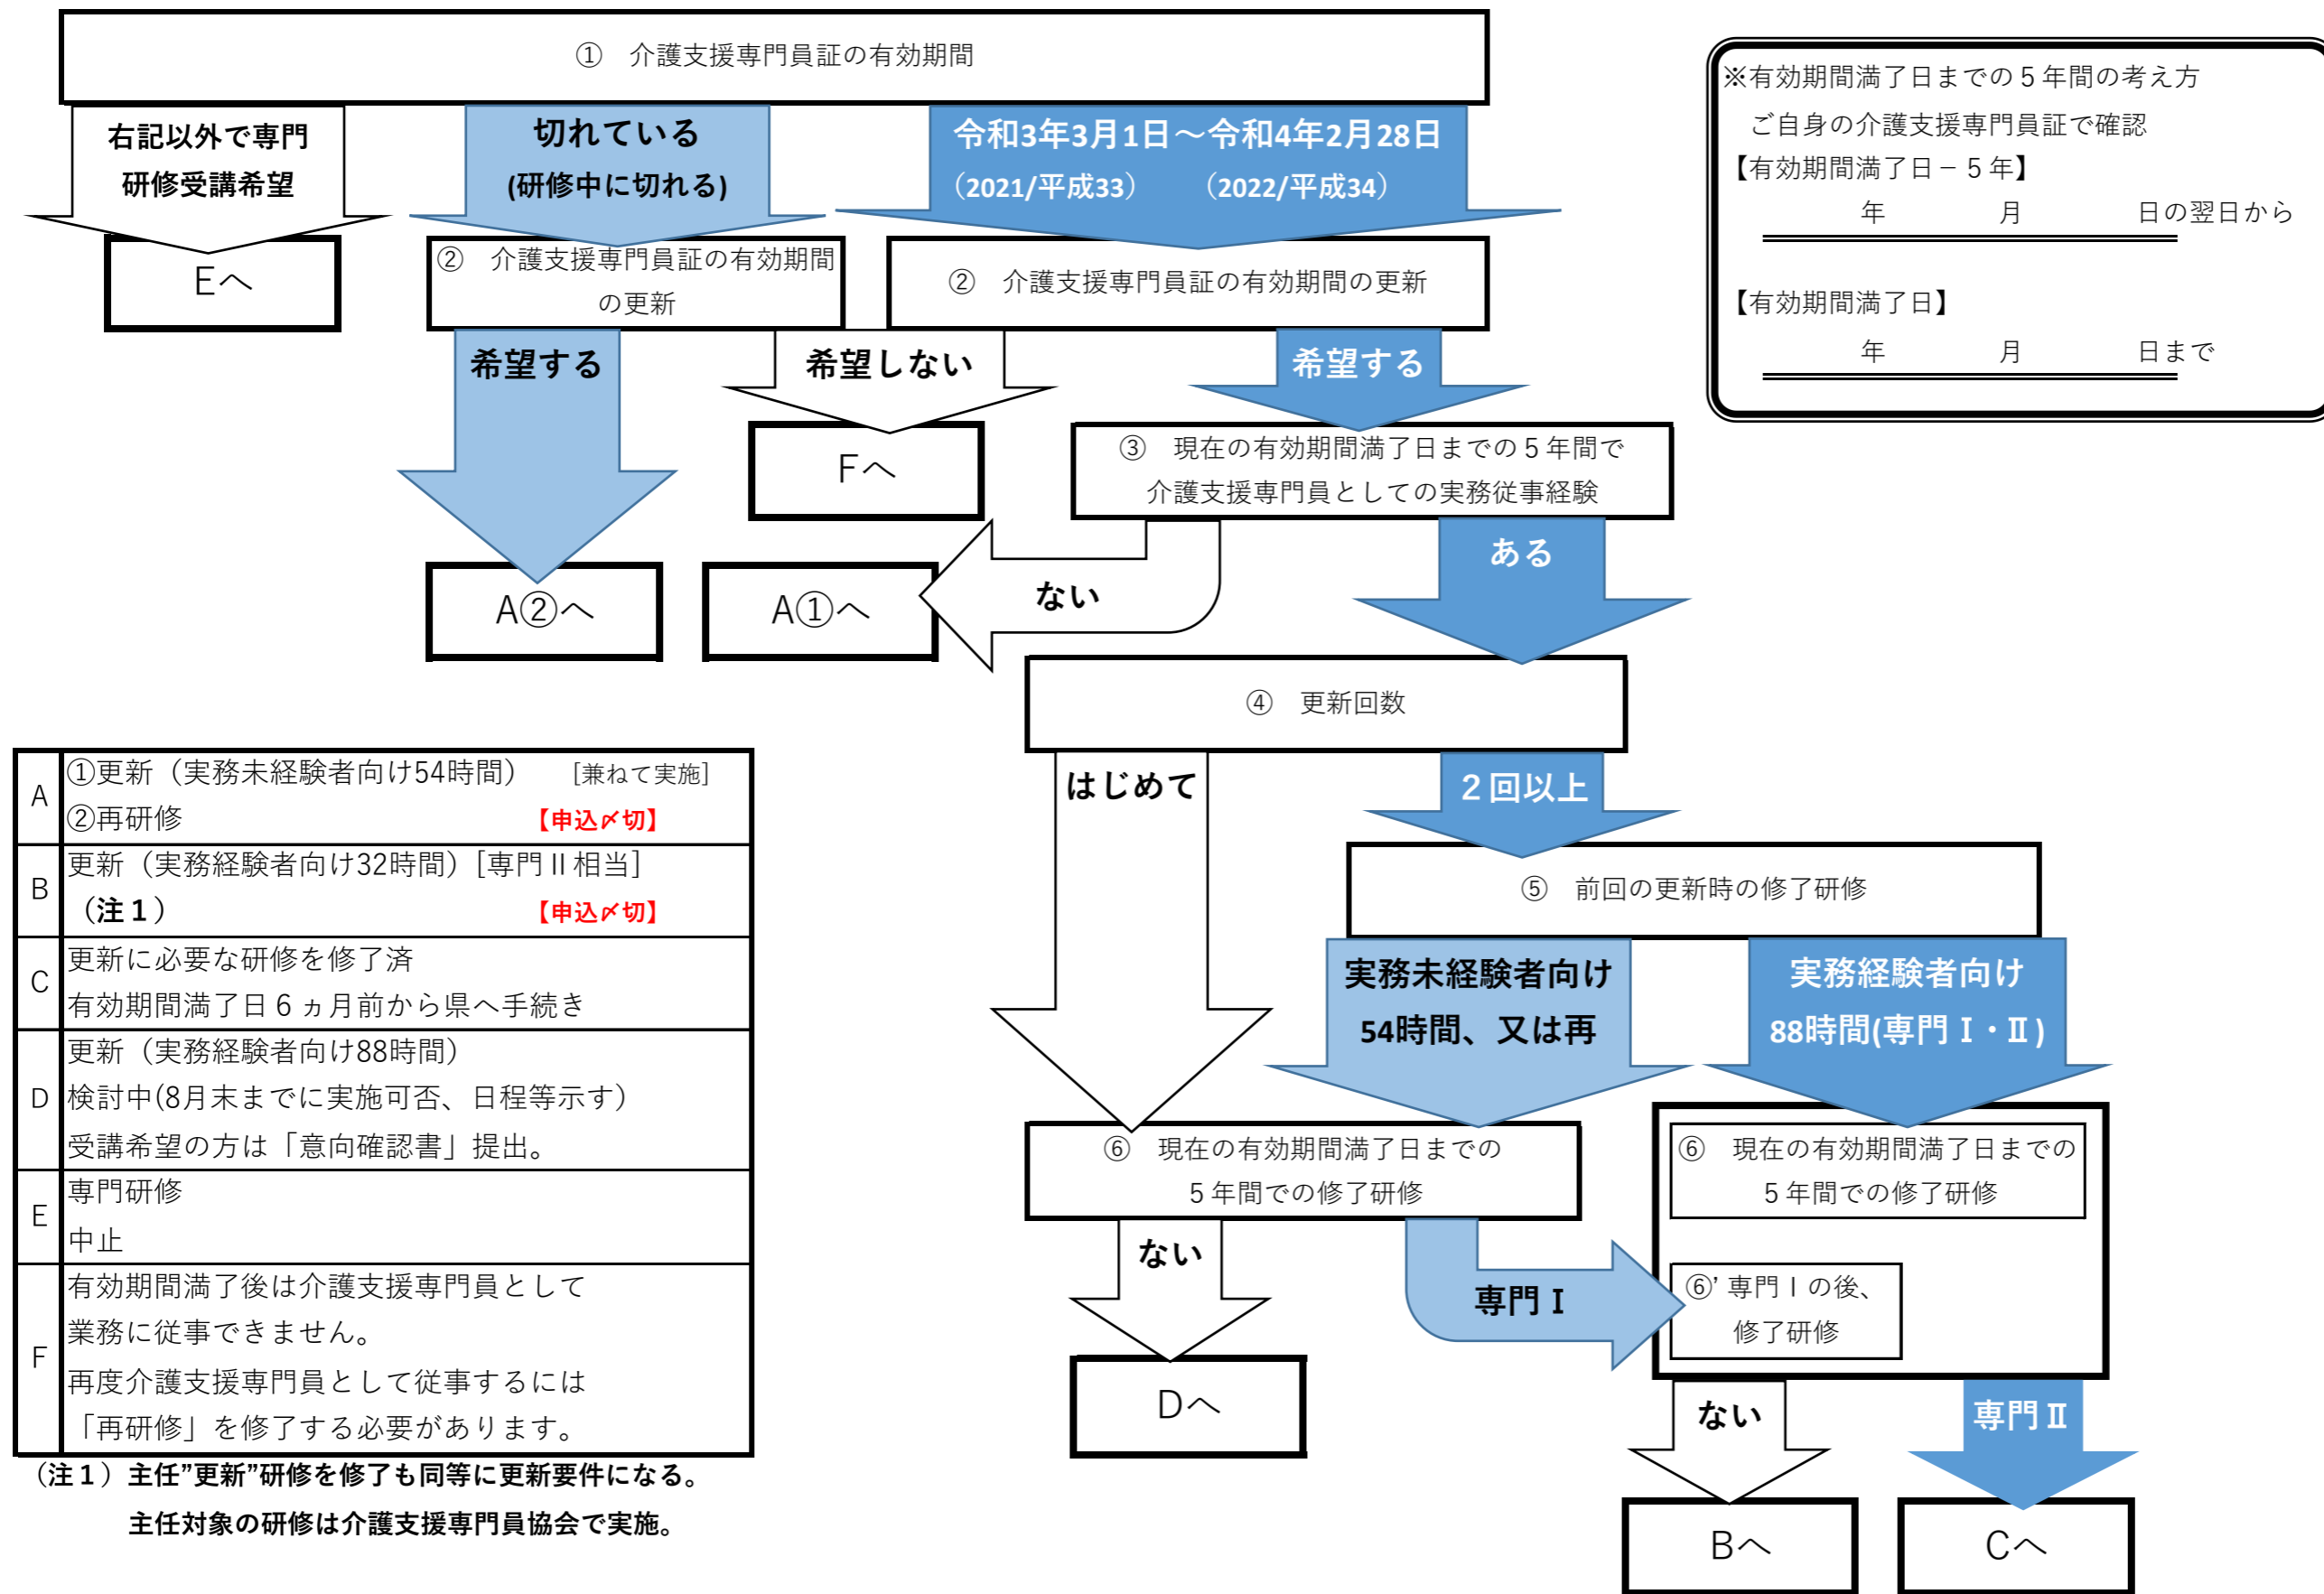 ① 介護支援専門員証の有効期間
右記以外で専門
研修受講希望
切れている
(研修中に切れる)
令和3年3月1日～令和4年2月28日
（2021/平成33） （2022/平成34）
※有効期間満了日までの５年間の考え方
ご自身の介護支援専門員証で確認
【有効期間満了日－５年】
年 月 日の翌日から
【有効期間満了日】
年 月 日まで
Eへ
② 介護支援専門員証の有効期間
の更新
② 介護支援専門員証の有効期間の更新
希望する
希望しない
希望する
Fへ
③ 現在の有効期間満了日までの５年間で
介護支援専門員としての実務従事経験
ない
ある
A②へ
A①へ
④ 更新回数
はじめて
２回以上
⑤ 前回の更新時の修了研修
実務未経験者向け
54時間、又は再
実務経験者向け
88時間(専門Ⅰ・Ⅱ)
⑥ 現在の有効期間満了日までの
５年間での修了研修
⑥ 現在の有効期間満了日までの
５年間での修了研修
⑥’ 専門Ⅰの後、
修了研修
ない
専門Ⅰ
Dへ
ない
専門Ⅱ
Bへ
Cへ
A
①更新（実務未経験者向け54時間） [兼ねて実施]
②再研修 【申込〆切】
B
更新（実務経験者向け32時間）[専門Ⅱ相当]
（注１） 【申込〆切】
C
更新に必要な研修を修了済
有効期間満了日６ヵ月前から県へ手続き
D
更新（実務経験者向け88時間）
検討中(8月末までに実施可否、日程等示す)
受講希望の方は「意向確認書」提出。
E
専門研修
中止
F
有効期間満了後は介護支援専門員として
業務に従事できません。
再度介護支援専門員として従事するには
「再研修」を修了する必要があります。
（注１）主任”更新”研修を修了も同等に更新要件になる。
主任対象の研修は介護支援専門員協会で実施。